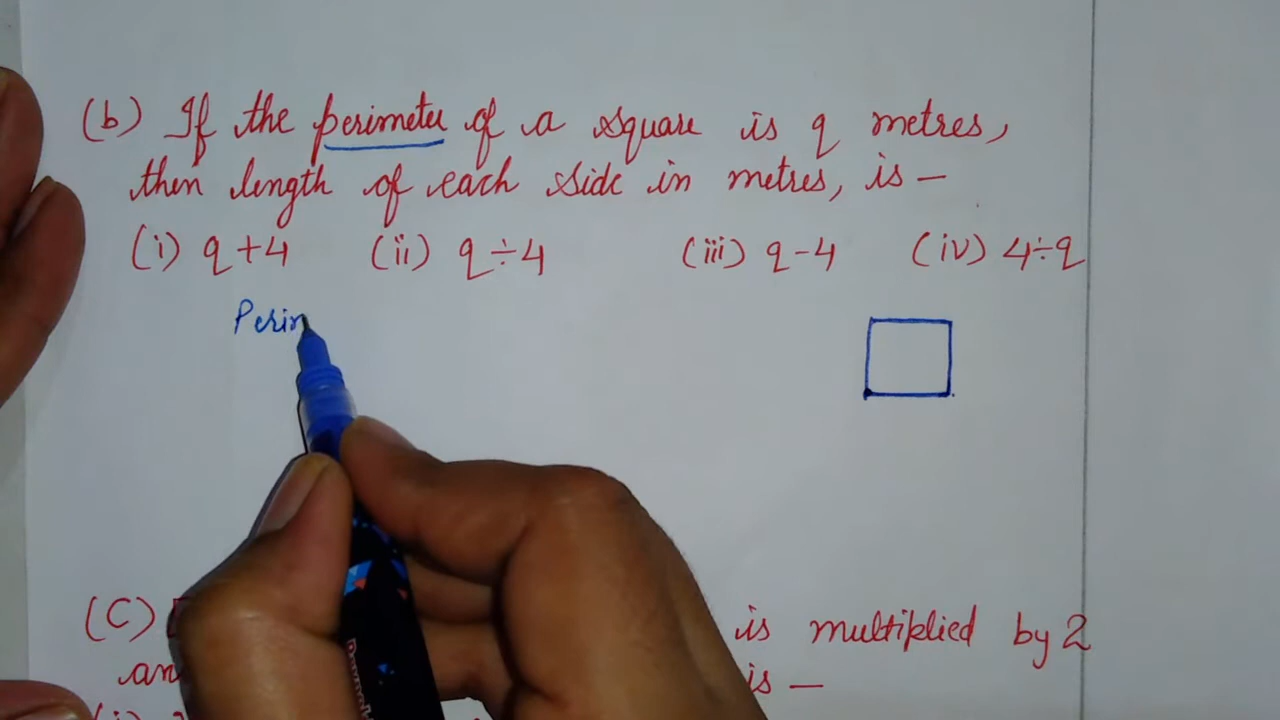 (b) If the perimeter of a square is q metres,
then length of each side in metres, is —
(i) q+4 (ii) q÷4 (iii) q-4 (iv) 4÷q
Perim
(C) is multiplied by 2
an is —
(i)